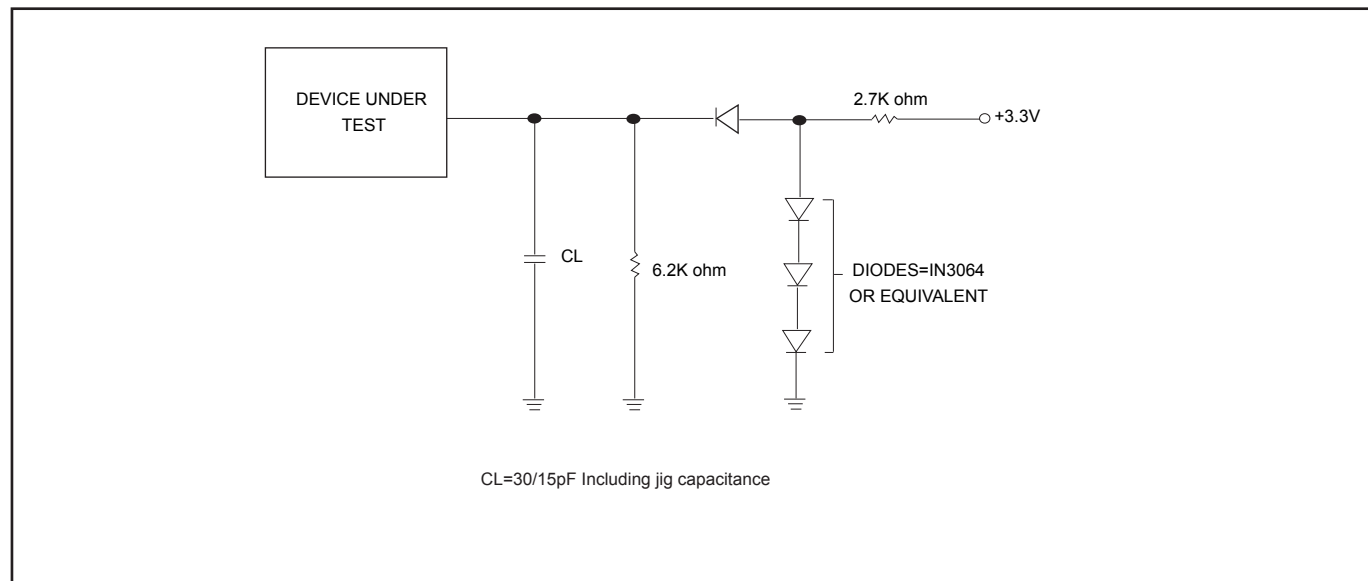 DEVICE UNDER
TEST
2.7K ohm
+3.3V
CL
6.2K ohm
DIODES=IN3064
OR EQUIVALENT
CL=30/15pF Including jig capacitance